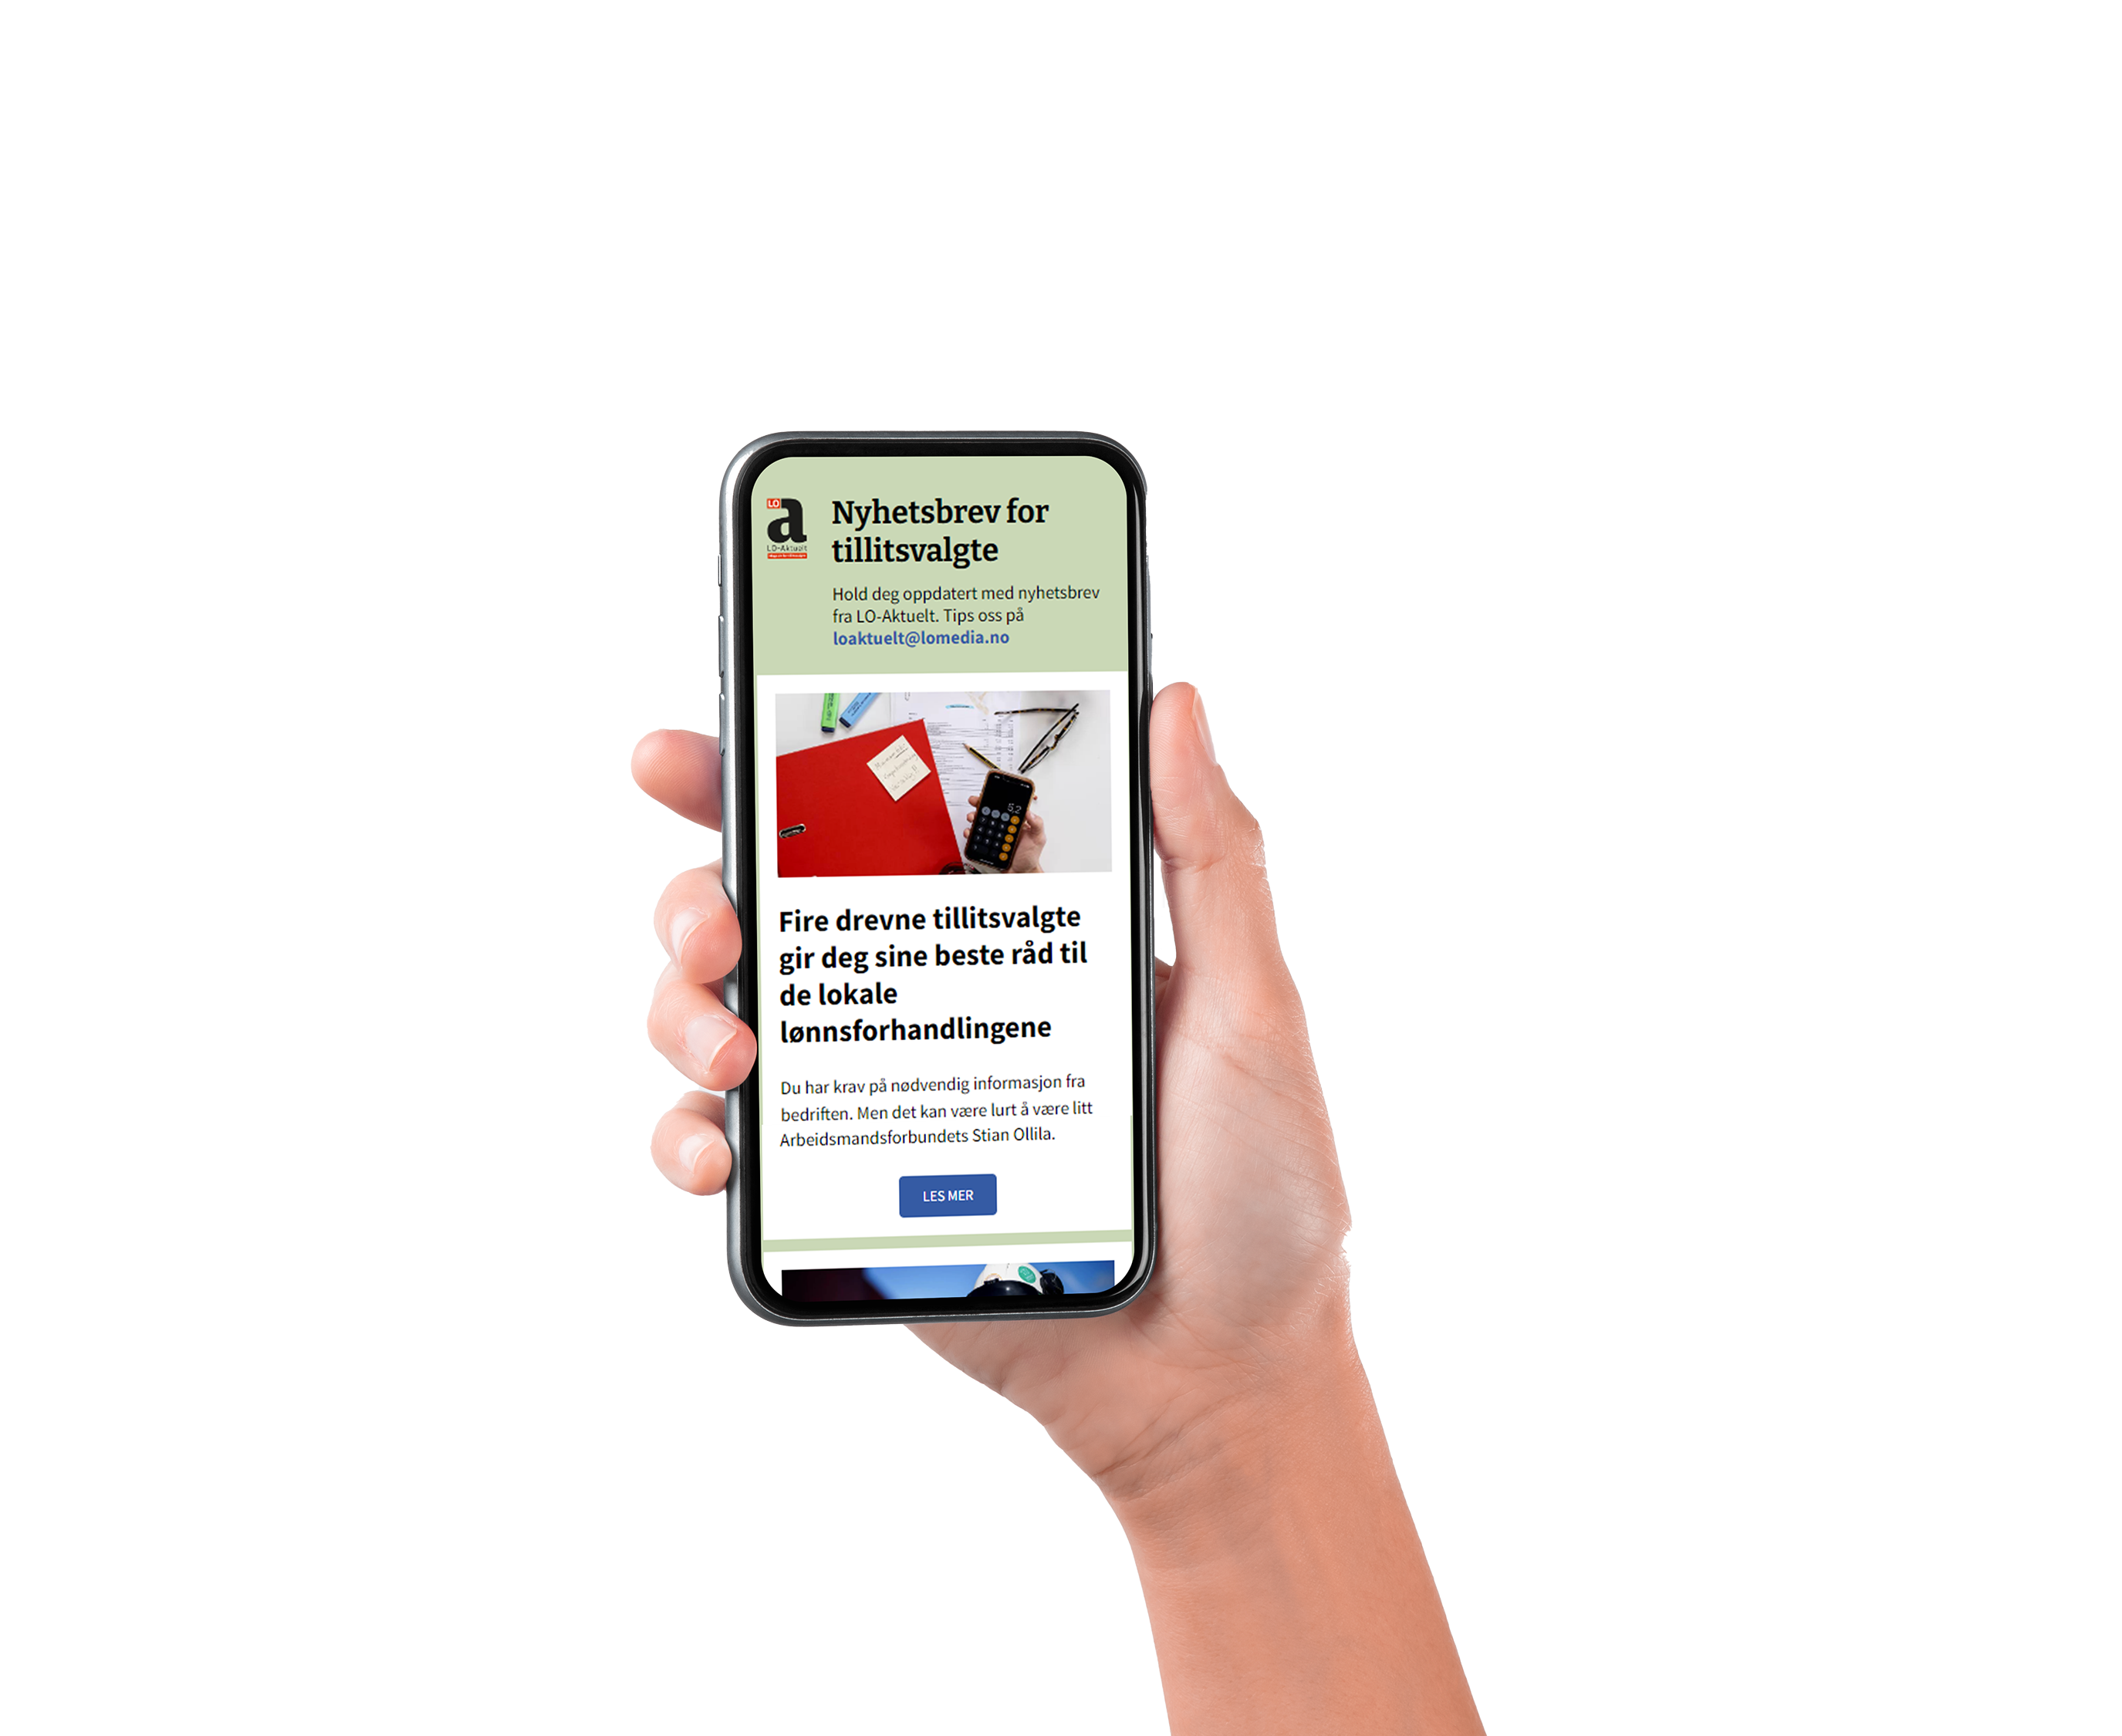 LO
a
LO-Aktuelt
Nyhetsbrev for
tillitsvalgte
Hold deg oppdatert med nyhetsbrev
fra LO-Aktuelt. Tips oss på
loaktuelt@lomedia.no
52
Fire drevne tillitsvalgte
gir deg sine beste råd til
de lokale
lønnsforhandlingene
Du har krav på nødvendig informasjon fra
bedriften. Men det kan være lurt å være litt
Arbeidsmandsforbundets Stian Ollila.
LES MER